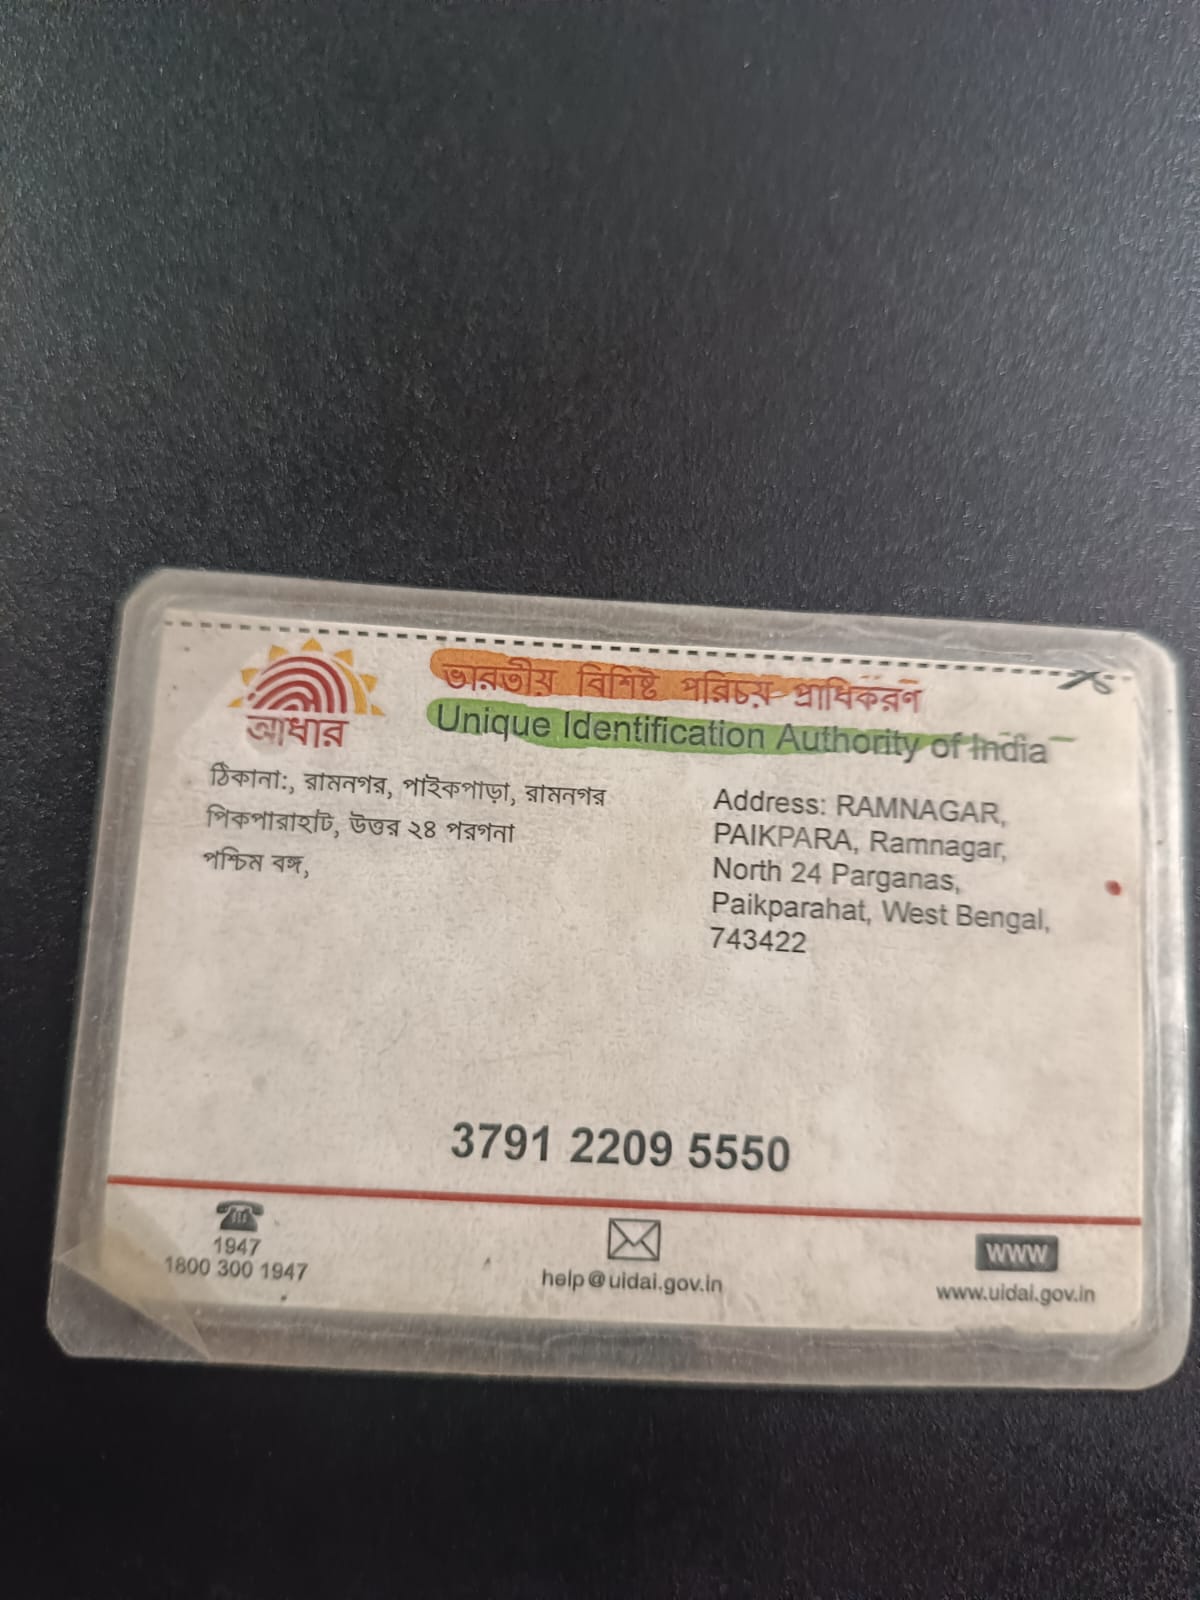 ভারতীয় বিশিষ্ট পরিচয় প্রাধিকরণ
Unique Identification Authority of India
আধার
ঠিকানা:, রামনগর, পাইকপাড়া, রামনগর
পিকপারাহাট, উত্তর ২৪ পরগনা
পশ্চিম বঙ্গ,
Address: RAMNAGAR,
PAIKPARA, Ramnagar,
North 24 Parganas,
Paikparahat, West Bengal,
743422
3791 2209 5550
1947
1800 300 1947
help@uidai.gov.in
WWW
www.uidai.gov.in